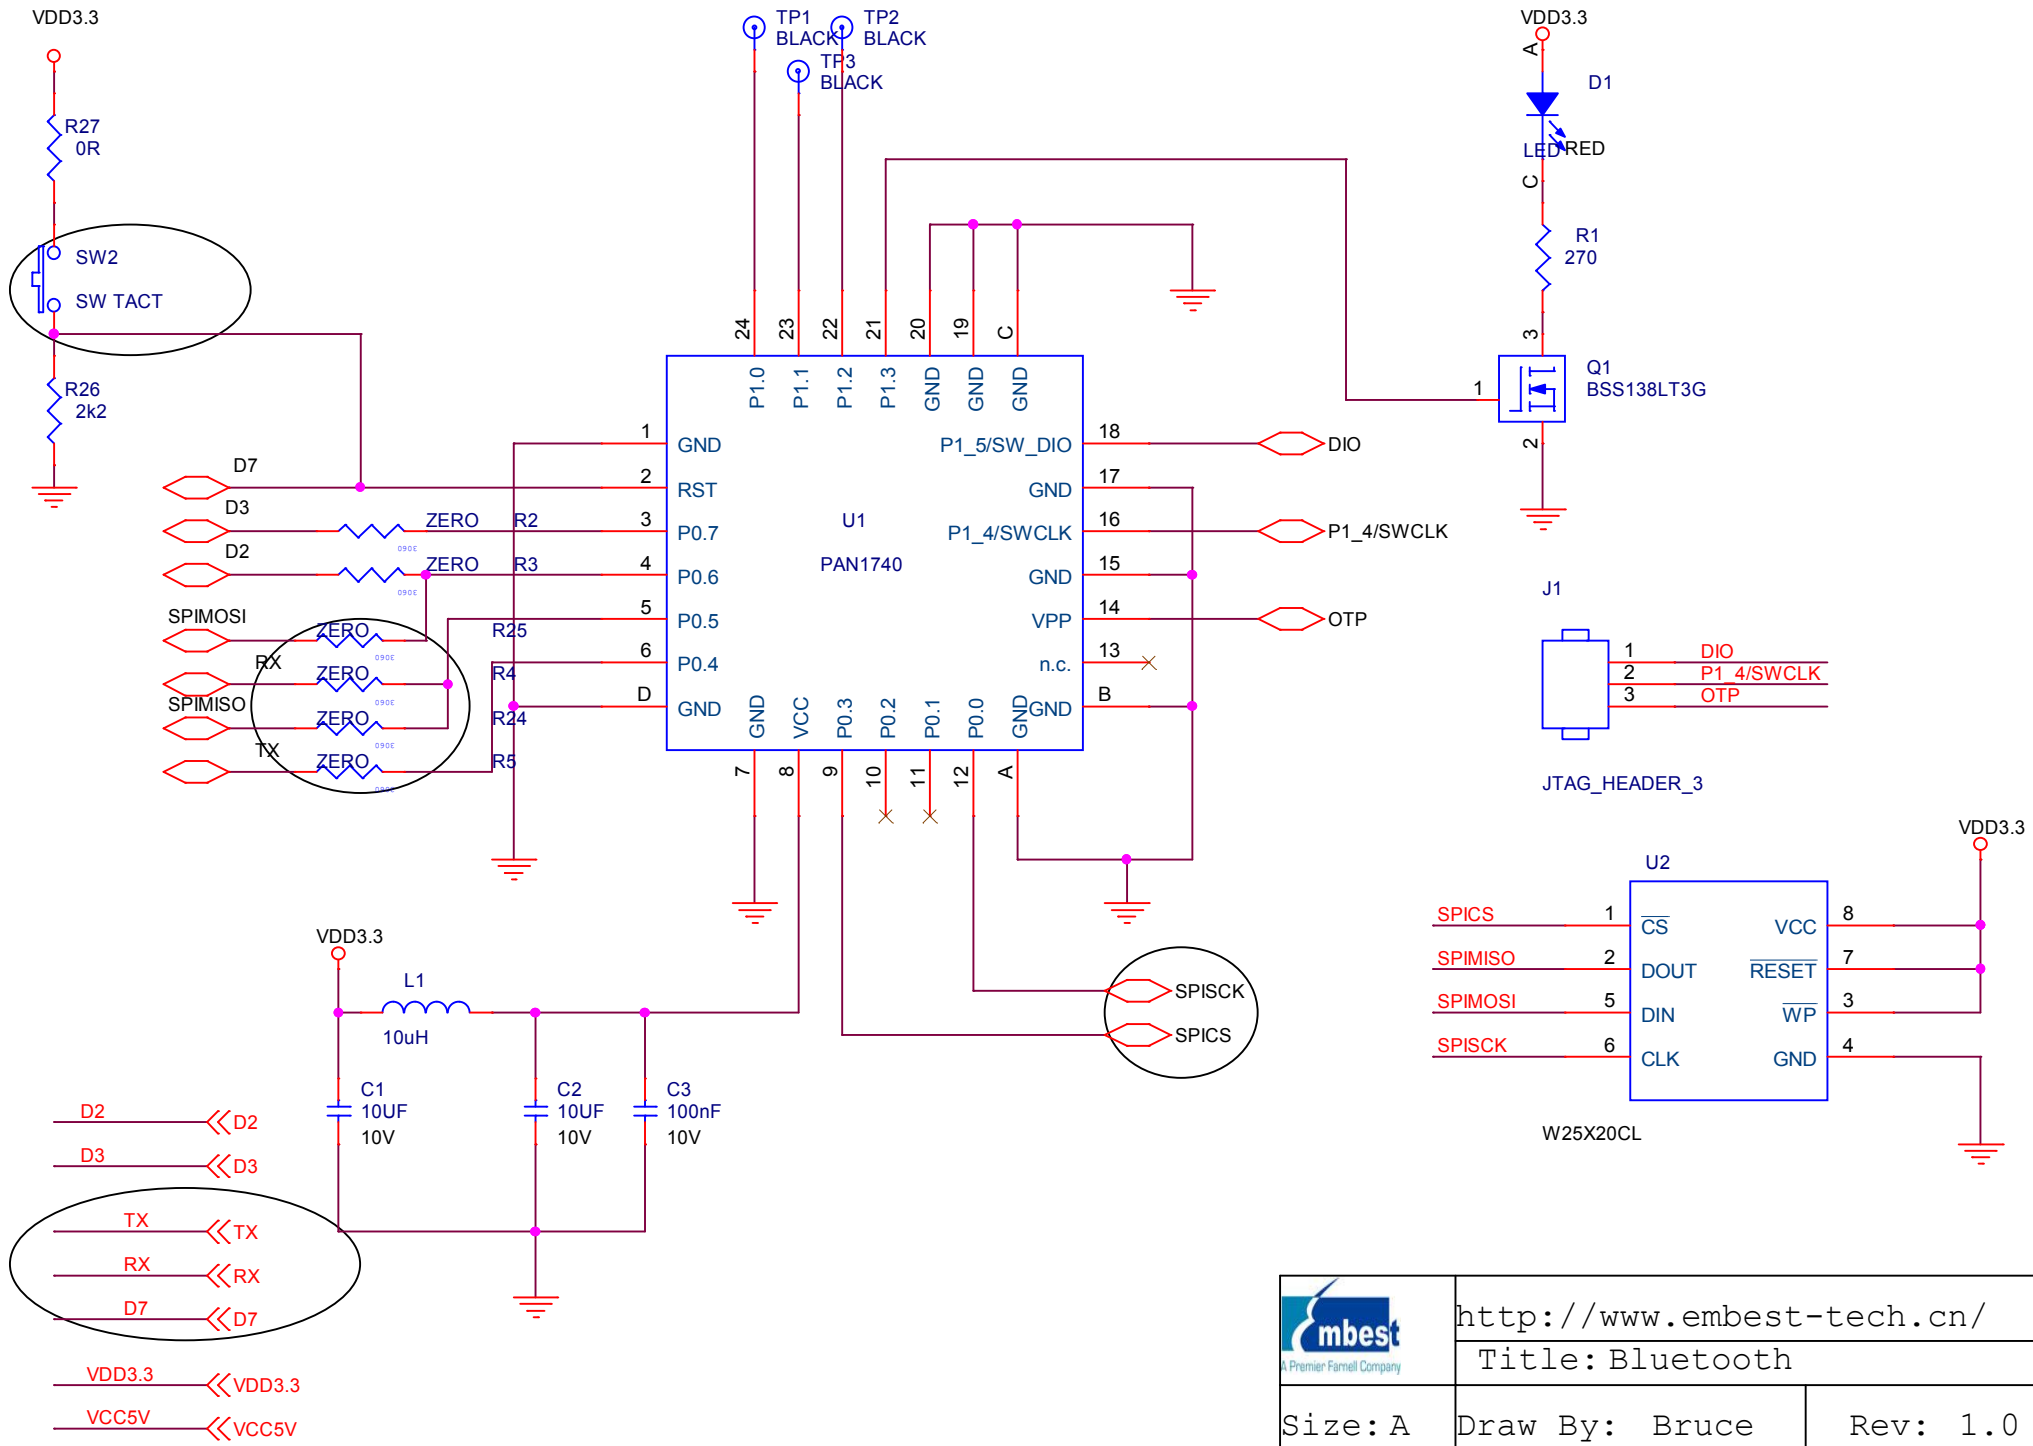 VDD3.3
R27
0R
SW2
SW TACT
R26
2k2
TP1
BLACK
TP2
BLACK
TP3
BLACK
VDD3.3
A
D1
LED
RED
C
R1
270
3
Q1
BSS138LT3G
1
2
24
23
22
21
20
19
C
P1.0
P1.1
P1.2
P1.3
GND
GND
GND
D7
D3
ZERO
R2
0603
D2
ZERO
R3
0603
SPIMOSI
ZERO
R25
0603
RX
ZERO
R4
0603
SPIMISO
ZERO
R24
0603
TX
ZERO
R5
0603
1
GND
2
RST
3
P0.7
4
P0.6
5
P0.5
6
P0.4
D
GND
U1
PAN1740
P1_5/SW_DIO
18
DIO
GND
17
P1_4/SWCLK
16
P1_4/SWCLK
GND
15
VPP
14
OTP
n.c.
13
GND
B
GND
VCC
P0.3
P0.2
P0.1
P0.0
GND
7
8
9
10
11
12
A
J1
1
DIO
2
P1_4/SWCLK
3
OTP
JTAG_HEADER_3
VDD3.3
U2
SPICS
1
CS
VCC
8
SPIMISO
2
DOUT
RESET
7
SPIMOSI
5
DIN
WP
3
SPISCK
6
CLK
GND
4
W25X20CL
SPISCK
SPICS
VDD3.3
L1
10uH
C1
10UF
10V
C2
10UF
10V
C3
100nF
10V
D2
D2
D3
D3
TX
TX
RX
RX
D7
D7
VDD3.3
VDD3.3
VCC5V
VCC5V
Embest
A Premier Farnell Company
http://www.embest-tech.cn/
Title: Bluetooth
Size: A
Draw By: Bruce
Rev: 1.0